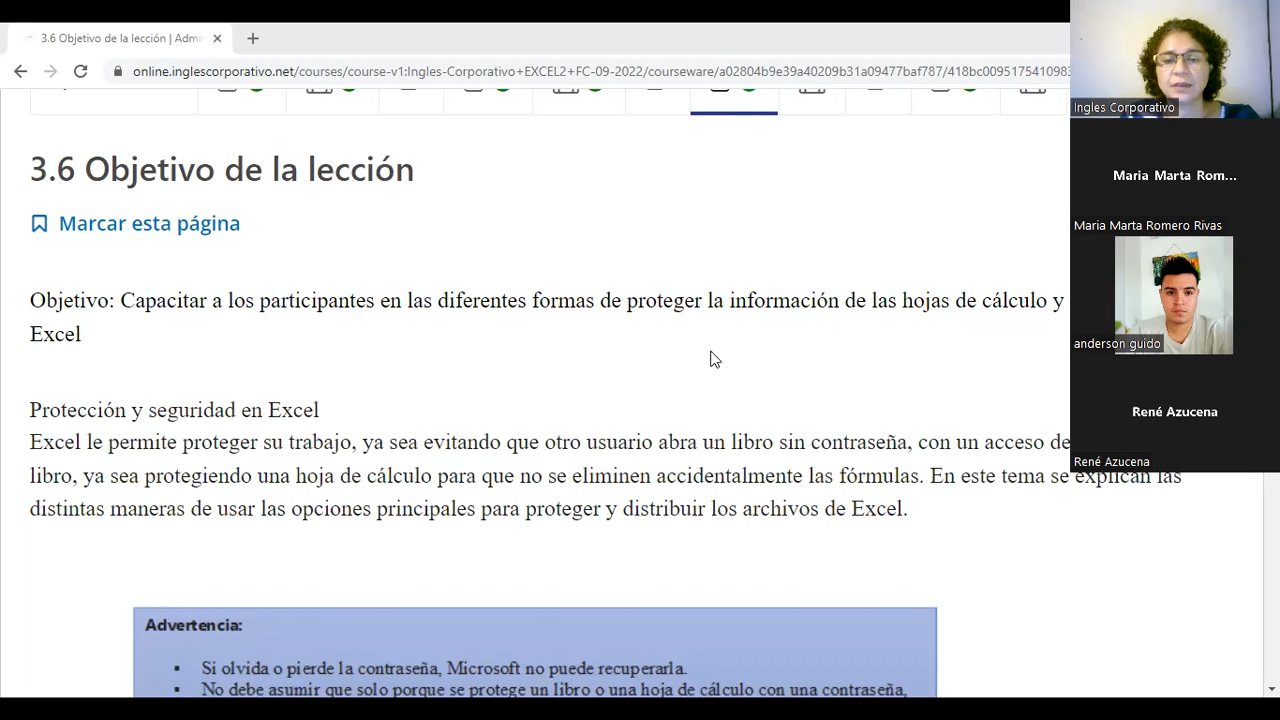 3.6 Objetivo de la lección | Admi
online.inglescorporativo.net/courses/course-v1:Ingles-Corporativo+EXCEL2+FC-09-2022/courseware/a02804b9e39a40209b31a09477baf787/418bc0095175410983
3.6 Objetivo de la lección
Marcar esta página
Objetivo: Capacitar a los participantes en las diferentes formas de proteger la información de las hojas de cálculo y
Excel
Protección y seguridad en Excel
Excel le permite proteger su trabajo, ya sea evitando que otro usuario abra un libro sin contraseña, con un acceso de
libro, ya sea protegiendo una hoja de cálculo para que no se eliminen accidentalmente las fórmulas. En este tema se explican las
distintas maneras de usar las opciones principales para proteger y distribuir los archivos de Excel.
Advertencia:
▪ Si olvida o pierde la contraseña, Microsoft no puede recuperarla.
▪ No debe asumir que solo porque se protege un libro o una hoja de cálculo con una contraseña,
Ingles Corporativo
Maria Marta Rom...
Maria Marta Romero Rivas
anderson guido
René Azucena
René Azucena